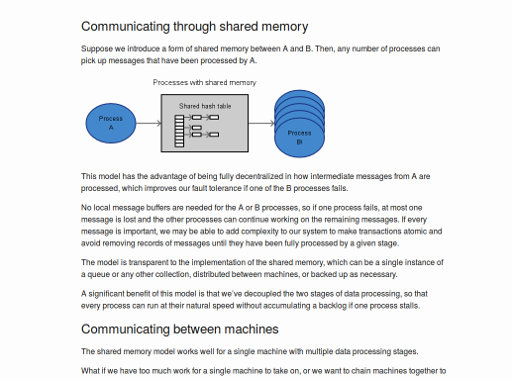 Communicating through shared memory
Suppose we introduce a form of shared memory between A and B. Then, any number of processes can
pick up messages that have been processed by A.
Processes with shared memory
Shared hash table
Process
A
Process
Bi
This model has the advantage of being fully decentralized in how intermediate messages from A are
processed, which improves our fault tolerance if one of the B processes fails.
No local message buffers are needed for the A or B processes, so if one process fails, at most one
message is lost and the other processes can continue working on the remaining messages. If every
message is important, we may be able to add complexity to our system to make transactions atomic and
avoid removing records of messages until they have been fully processed by a given stage.
The model is transparent to the implementation of the shared memory, which can be a single instance of
a queue or any other collection, distributed between machines, or backed up as necessary.
A significant benefit of this model is that we've decoupled the two stages of data processing, so that
every process can run at their natural speed without accumulating a backlog if one process stalls.
Communicating between machines
The shared memory model works well for a single machine with multiple data processing stages.
What if we have too much work for a single machine to take on, or we want to chain machines together to